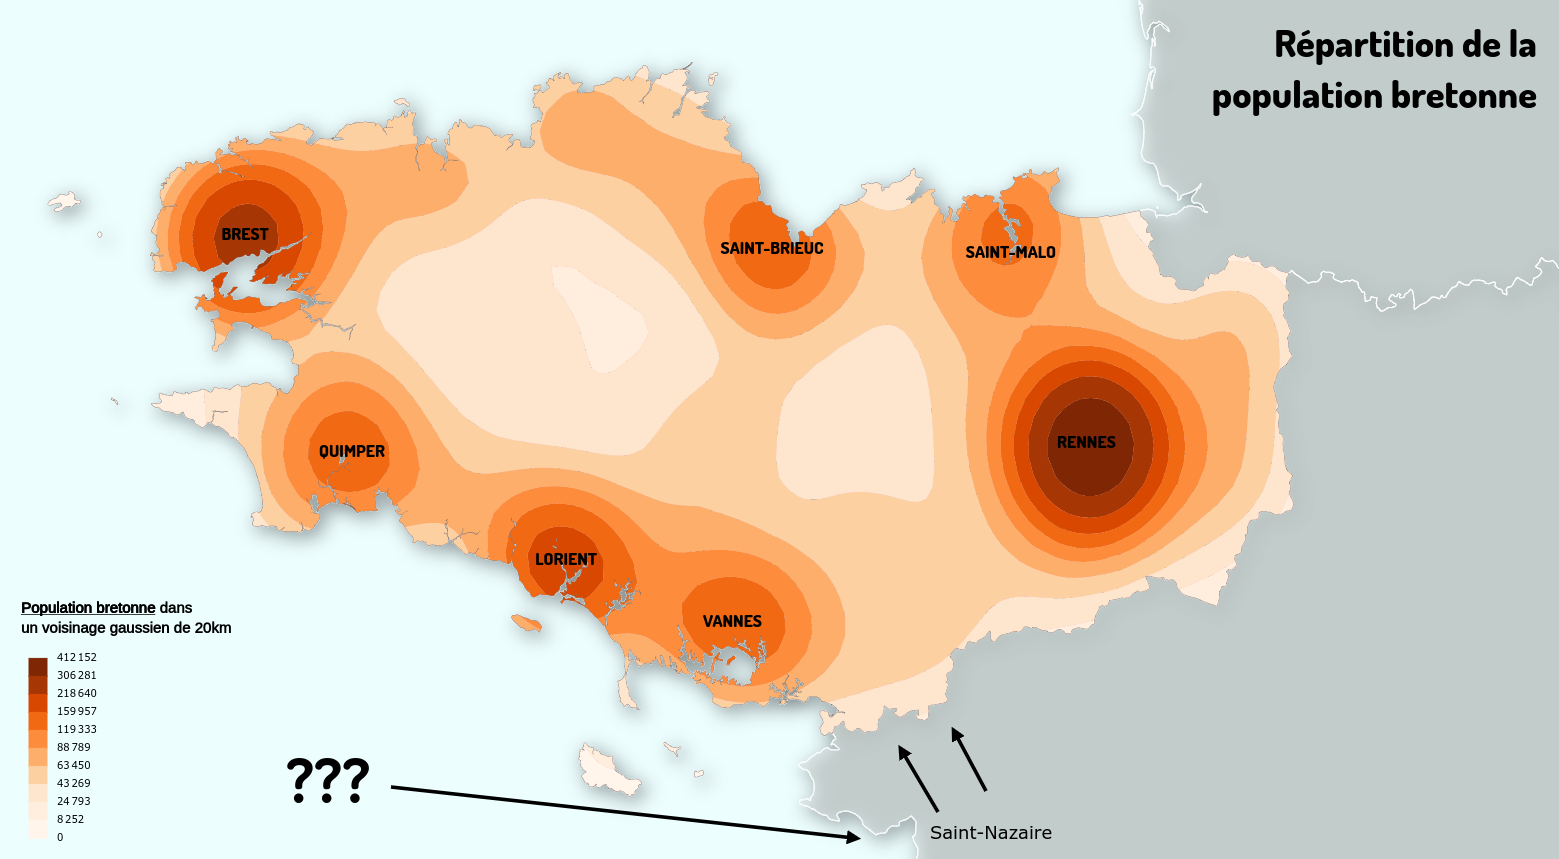 Répartition de la
population bretonne
BREST
SAINT-BRIEUC
SAINT-MALO
QUIMPER
RENNES
LORIENT
VANNES
Population bretonne dans
un voisinage gaussien de 20km
412 152
306 281
218 640
159 957
119 333
88 789
63 450
43 269
24 793
8 252
0
???
Saint-Nazaire